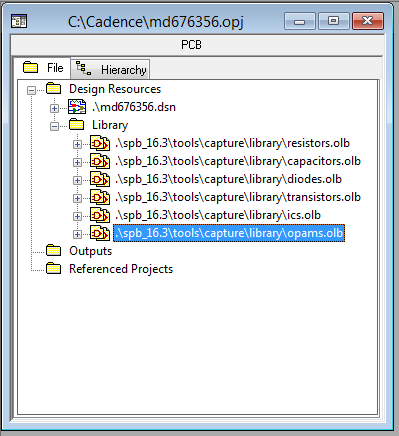 C:\Cadence\md676356.opj
PCB
File
Hierarchy
Design Resources
.\md676356.dsn
Library
.\spb_16.3\tools\capture\library\resistors.olb
.\spb_16.3\tools\capture\library\capacitors.olb
.\spb_16.3\tools\capture\library\diodes.olb
.\spb_16.3\tools\capture\library\transistors.olb
.\spb_16.3\tools\capture\library\ics.olb
.\spb_16.3\tools\capture\library\opams.olb
Outputs
Referenced Projects